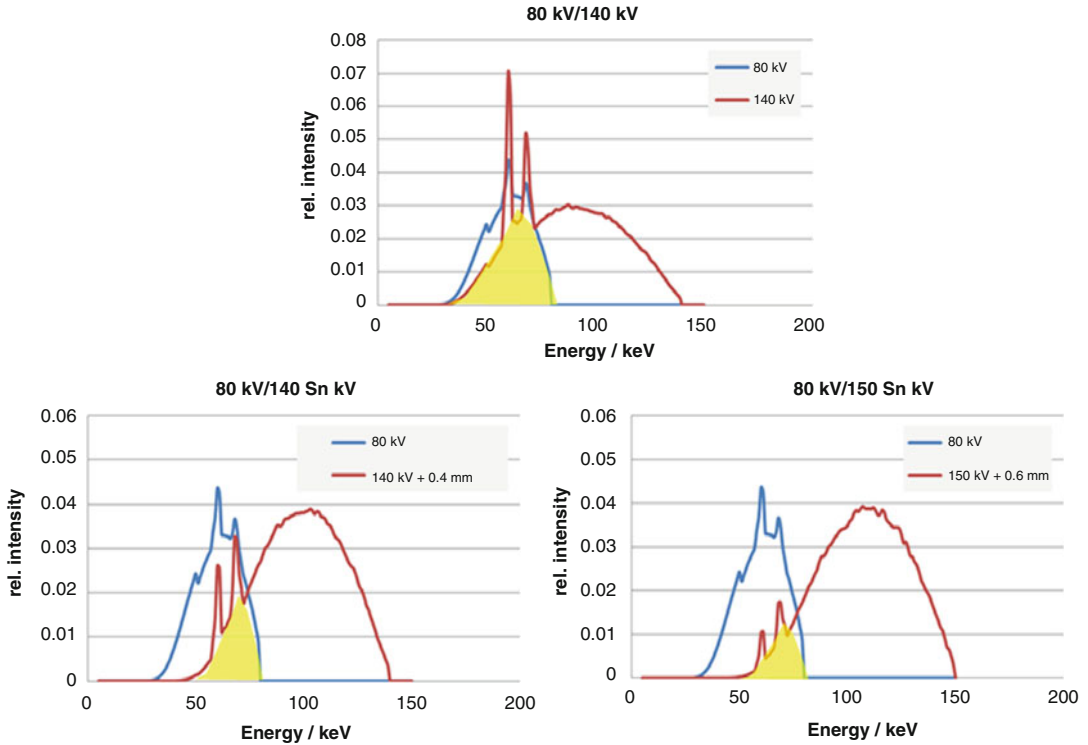 80 kV/140 kV
0.08
0.07
0.06
0.05
0.04
0.03
0.02
0.01
0
rel. intensity
80 kV
140 kV
0 50 100 150 200
Energy / keV
80 kV/140 Sn kV
0.06
0.05
0.04
0.03
0.02
0.01
0
rel. intensity
80 kV
140 kV + 0.4 mm
0 50 100 150 200
Energy / keV
80 kV/150 Sn kV
0.06
0.05
0.04
0.03
0.02
0.01
0
rel. intensity
80 kV
150 kV + 0.6 mm
0 50 100 150 200
Energy / keV